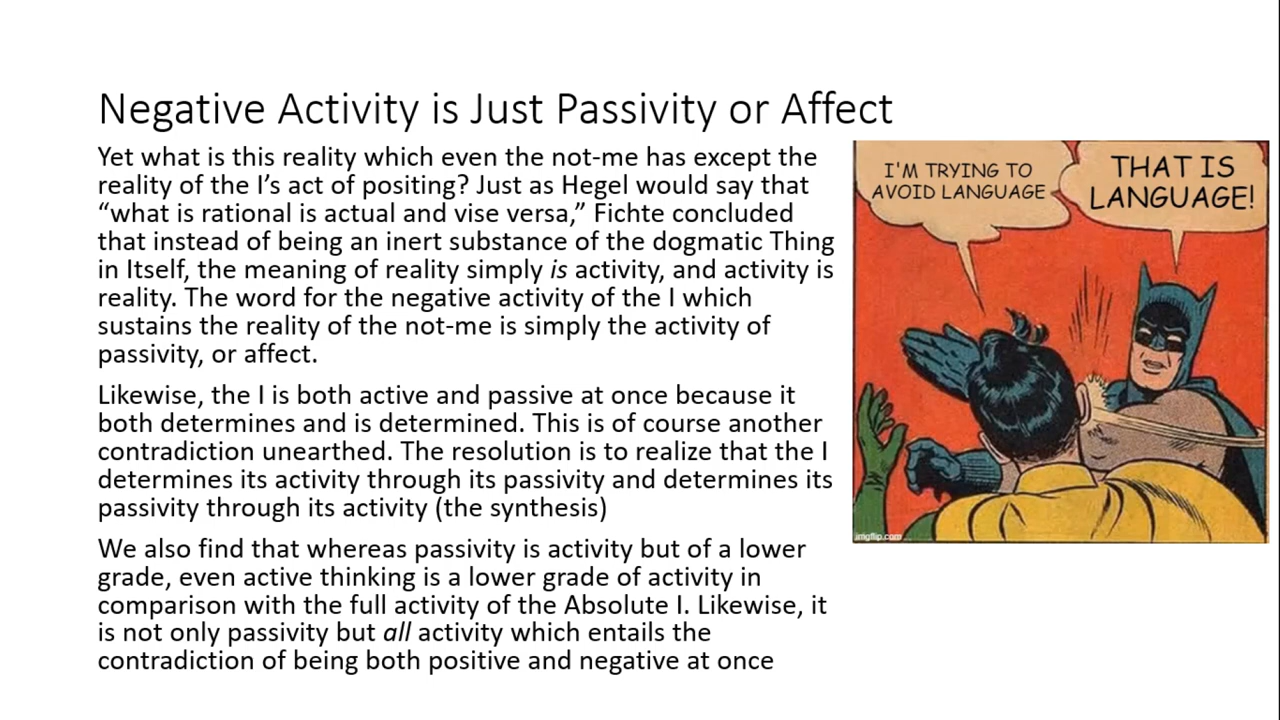 Negative Activity is Just Passivity or Affect
Yet what is this reality which even the not-me has except the
reality of the I’s act of positing? Just as Hegel would say that
“what is rational is actual and vise versa,” Fichte concluded
that instead of being an inert substance of the dogmatic Thing
in Itself, the meaning of reality simply is activity, and activity is
reality. The word for the negative activity of the I which
sustains the reality of the not-me is simply the activity of
passivity, or affect.
Likewise, the I is both active and passive at once because it
both determines and is determined. This is of course another
contradiction unearthed. The resolution is to realize that the I
determines its activity through its passivity and determines its
passivity through its activity (the synthesis)
We also find that whereas passivity is activity but of a lower
grade, even active thinking is a lower grade of activity in
comparison with the full activity of the Absolute I. Likewise, it
is not only passivity but all activity which entails the
contradiction of being both positive and negative at once
I'M TRYING TO
AVOID LANGUAGE
THAT IS
LANGUAGE!
imgflip.com